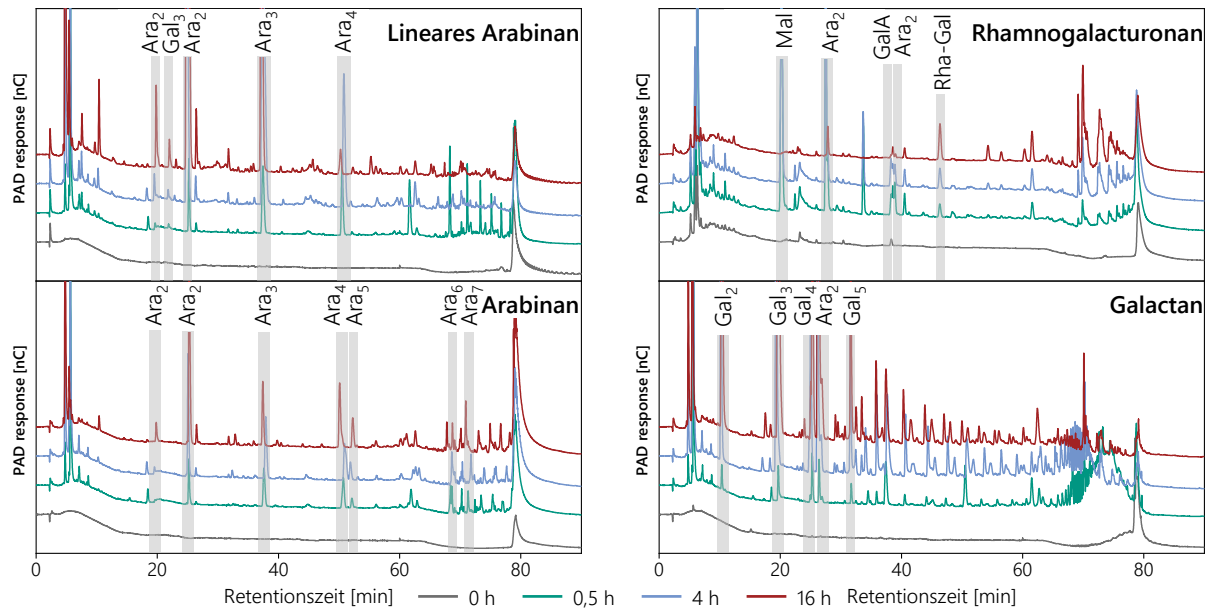 Ara2 Gal3 Ara2 Ara3 Ara4
Lineares Arabinan
PAD response [nC]
Ara2 Ara2 Ara3 Ara4 Ara5 Ara6 Ara7
Arabinan
PAD response [nC]
0 20 40 60 80
Retentionszeit [min]
Mal Ara2 GalA Ara2 Rha-Gal
Rhamnogalacturonan
PAD response [nC]
Gal2 Gal3 Gal4 Ara2 Gal5
Galactan
PAD response [nC]
0 20 40 60 80
Retentionszeit [min]
0 h 0,5 h 4 h 16 h